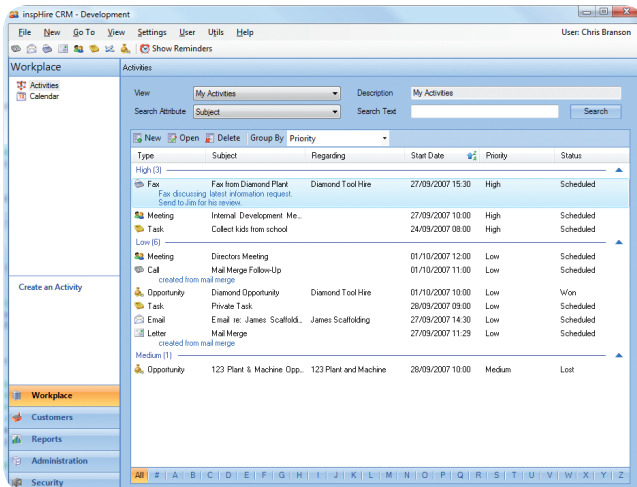 inspHire CRM - Development
File New Go To View Settings User Utils Help User: Chris Branson
Show Reminders
Workplace Activities
Activities
Calendar
View My Activities Description My Activities
Search Attribute Subject Search Text Search
New Open Delete Group By Priority
Type Subject Regarding Start Date Priority Status
High (3)
Fax Fax from Diamond Plant Diamond Tool Hire 27/09/2007 15:30 High Scheduled
Fax discussing latest information request.
Send to Jim for his review.
Meeting Internal Development Me... 27/09/2007 10:00 High Scheduled
Task Collect kids from school 24/09/2007 08:00 High Scheduled
Low (6)
Meeting Directors Meeting 01/10/2007 12:00 Low Scheduled
Call Mail Merge Follow-Up 01/10/2007 11:00 Low Scheduled
created from mail merge
Opportunity Diamond Opportunity Diamond Tool Hire 01/10/2007 10:00 Low Won
Task Private Task 28/09/2007 09:00 Low Scheduled
Email Email re: James Scaffoldi... James Scaffolding 27/09/2007 14:30 Low Scheduled
Letter Mail Merge 27/09/2007 11:29 Low Scheduled
created from mail merge
Medium (1)
Opportunity 123 Plant & Machine Opp... 123 Plant and Machine 28/09/2007 10:00 Medium Lost
Create an Activity
Workplace
Customers
Reports
Administration
Security
All # A B C D E F G H I J K L M N O P Q R S T U V W X Y Z